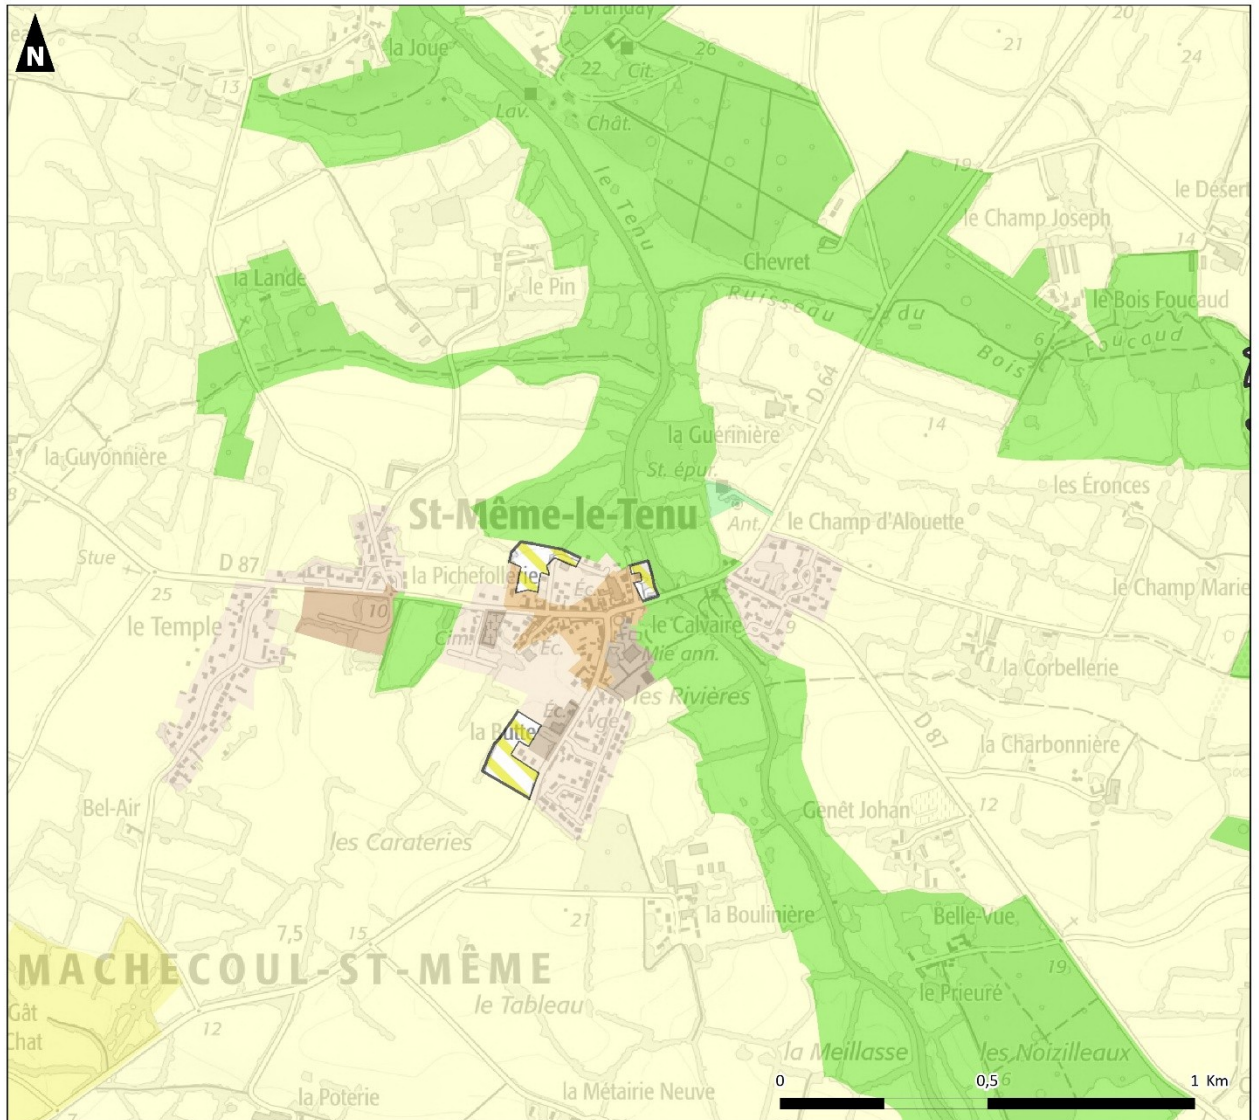 N
le Branday
20
la Joue
26
21
24
22
Cit.
13
Lav.
Chât.
le Tenu
19
le Désert
le Champ Joseph
14
Chevret
la Lande
le Pin
Ruisseau du Bois Foucaud
le Bois Foucaud
6
D 64
la Guérinière
14
la Guyonnière
8
St. épur.
les Éronces
St-Même-le-Tenu
Ant.
le Champ d'Alouette
Stue
D 87
la Pichefollerie
le Champ Marie
25
Éc.
10
le Temple
Cim.
Éc.
le Calvaire
9
Mie ann.
la Corbellerie
les Rivières
Éc.
Vge
D 87
la Butte
la Charbonnière
Bel-Air
Genêt Johan
12
les Carateries
21
la Boulinière
Belle-Vue
7,5
15
MACHECOUL-ST-MÊME
19
le Prieuré
Gât
Chat
le Tableau
12
la Meillasse
les Noizilleaux
6
la Poterie
la Métairie Neuve
0
0,5
1 Km
7